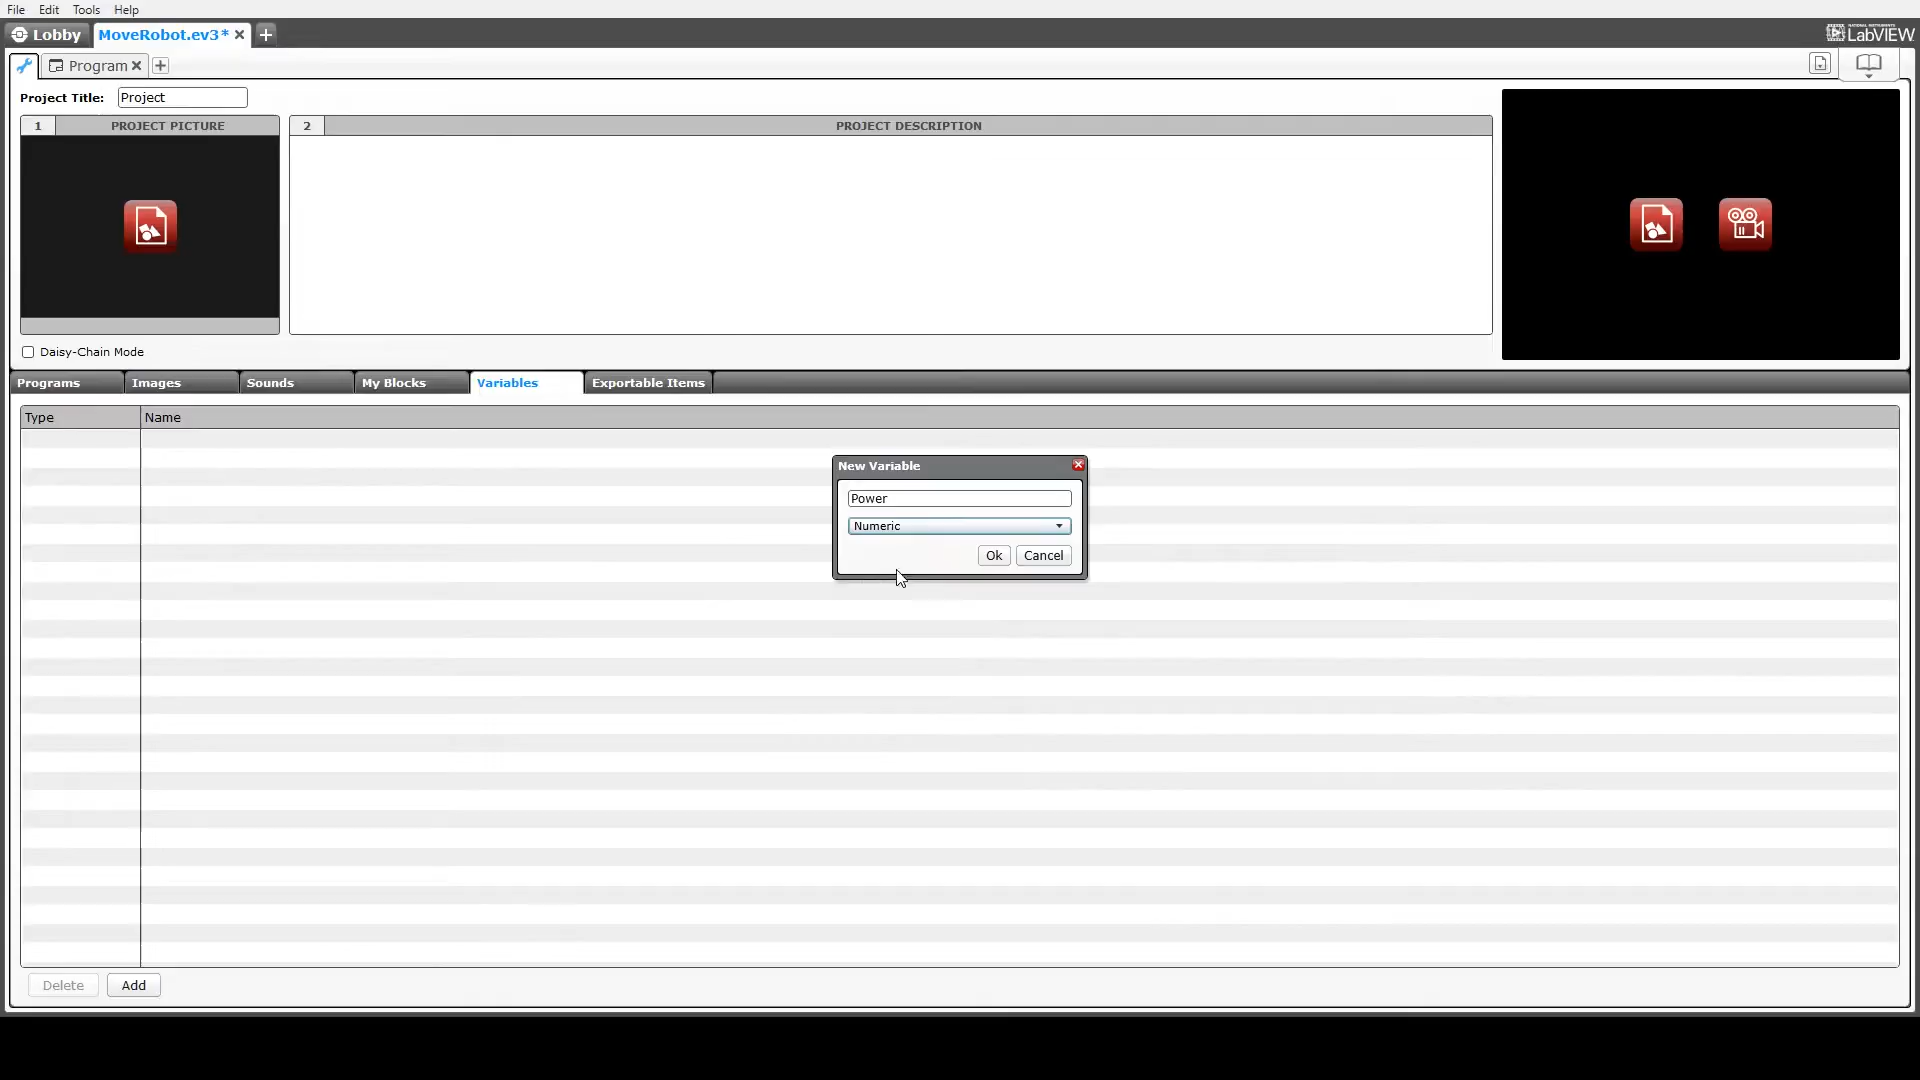 File Edit Tools Help
Lobby MoveRobot.ev3* LabVIEW
Program
Project Title: Project
1 PROJECT PICTURE 2 PROJECT DESCRIPTION
Daisy-Chain Mode
Programs Images Sounds My Blocks Variables Exportable Items
Type Name
New Variable
Power
Numeric
Ok Cancel
Delete Add